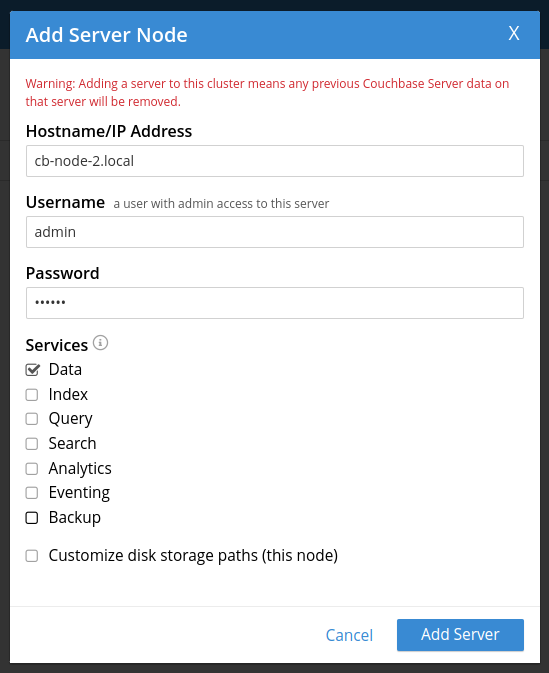 Add Server Node X
Warning: Adding a server to this cluster means any previous Couchbase Server data on
that server will be removed.
Hostname/IP Address
cb-node-2.local
Username a user with admin access to this server
admin
Password
••••••
Services
Data
Index
Query
Search
Analytics
Eventing
Backup
Customize disk storage paths (this node)
Cancel Add Server